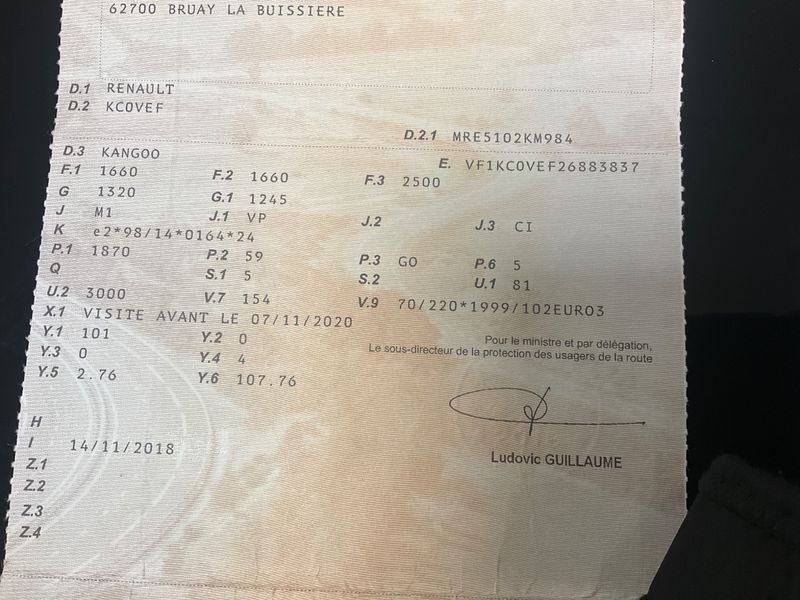 62700 BRUAY LA BUISSIERE
D.1 RENAULT
D.2 KCOVEF
D.2.1 MRE5102KM984
D.3 KANGOO
E. VF1KCOVEF26883837
F.1 1660 F.2 1660 F.3 2500
G 1320 G.1 1245
J M1 J.1 VP J.2 J.3 CI
K e2*98/14*0164*24
P.1 1870 P.2 59 P.3 GO P.6 5
Q S.1 5 S.2 U.1 81
U.2 3000 V.7 154 V.9 70/220*1999/102EURO3
X.1 VISITE AVANT LE 07/11/2020
Y.1 101 Y.2 0
Y.3 0 Y.4 4
Y.5 2.76 Y.6 107.76
Pour le ministre et par délégation,
Le sous-directeur de la protection des usagers de la route
H
I 14/11/2018
Ludovic GUILLAUME
Z.1
Z.2
Z.3
Z.4